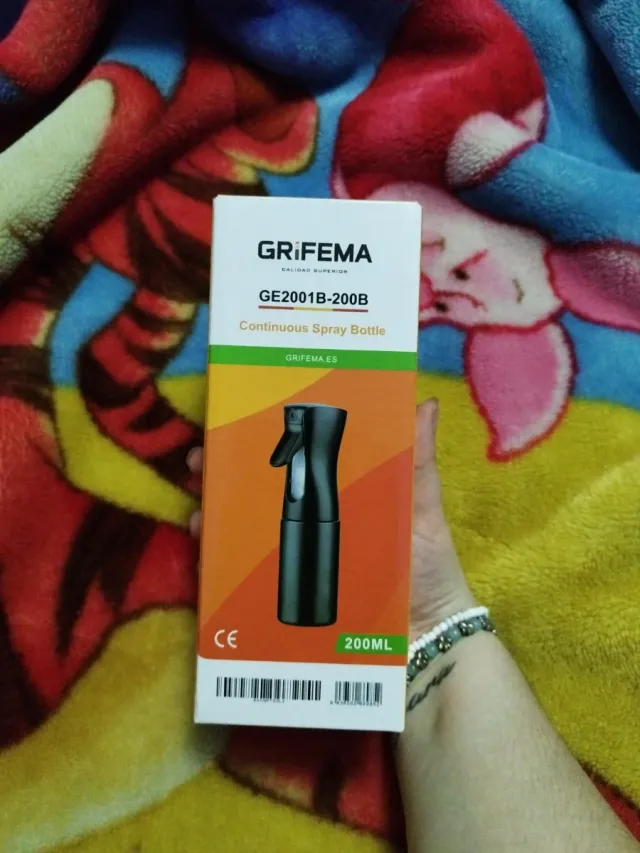 GRiFEMA
CALIDAD SUPERIOR
GE2001B-200B
Continuous Spray Bottle
GRIFEMA.ES
CE
200ML